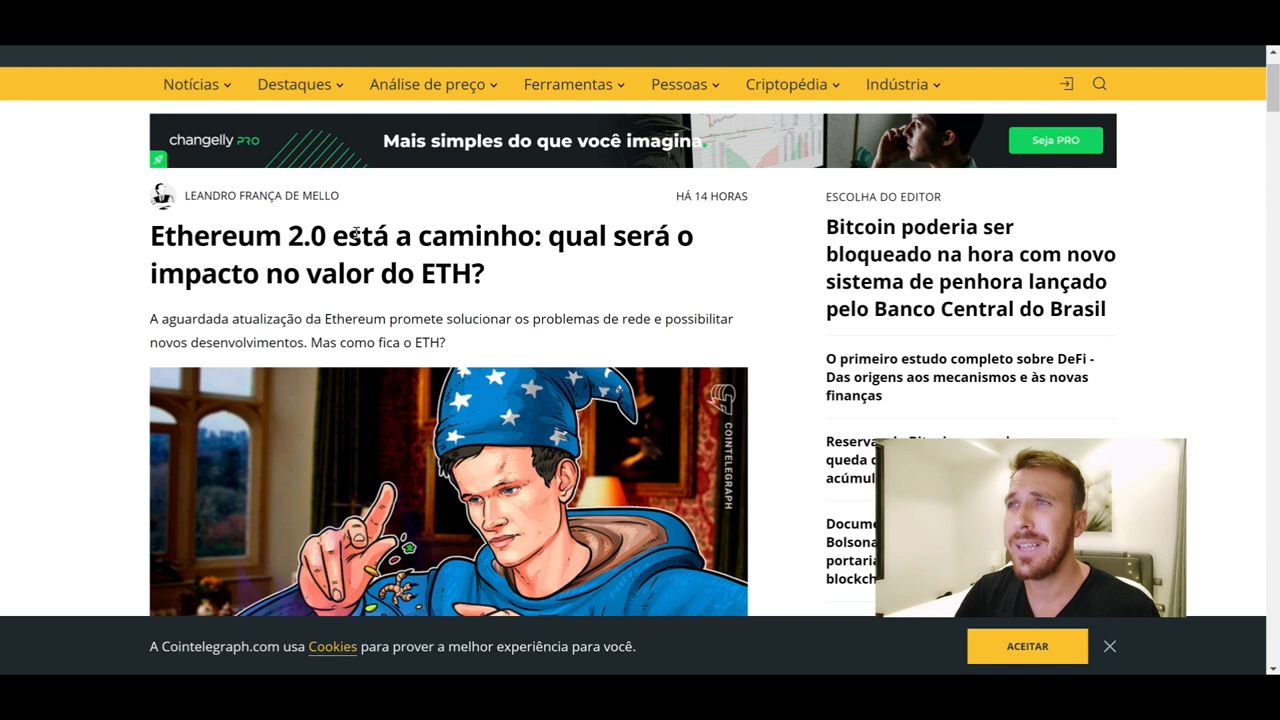 Notícias Destaques Análise de preço Ferramentas Pessoas Criptopédia Indústria
changelly PRO
Mais simples do que você imagina.
Seja PRO
LEANDRO FRANÇA DE MELLO
HÁ 14 HORAS
Ethereum 2.0 está a caminho: qual será o
impacto no valor do ETH?
A aguardada atualização da Ethereum promete solucionar os problemas de rede e possibilitar
novos desenvolvimentos. Mas como fica o ETH?
COINTELEGRAPH
ESCOLHA DO EDITOR
Bitcoin poderia ser
bloqueado na hora com novo
sistema de penhora lançado
pelo Banco Central do Brasil
O primeiro estudo completo sobre DeFi -
Das origens aos mecanismos e às novas
finanças
queda
acúmul
Docume
Bolsona
portaria
blockch
A Cointelegraph.com usa Cookies para prover a melhor experiência para você.
ACEITAR